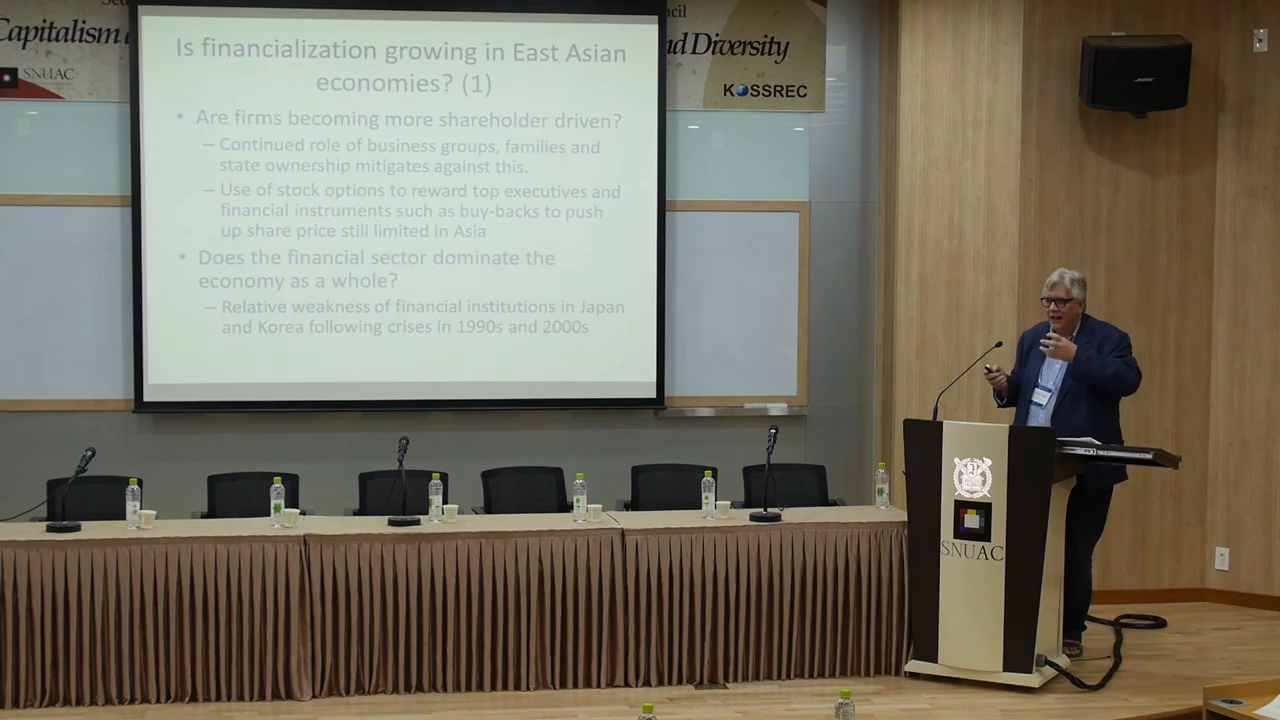 Capitalism
ncil
nd Diversity
SNUAC
KOSSREC
Is financialization growing in East Asian
economies? (1)
• Are firms becoming more shareholder driven?
– Continued role of business groups, families and
state ownership mitigates against this.
– Use of stock options to reward top executives and
financial instruments such as buy-backs to push
up share price still limited in Asia
• Does the financial sector dominate the
economy as a whole?
– Relative weakness of financial institutions in Japan
and Korea following crises in 1990s and 2000s
BOSE
SNUAC